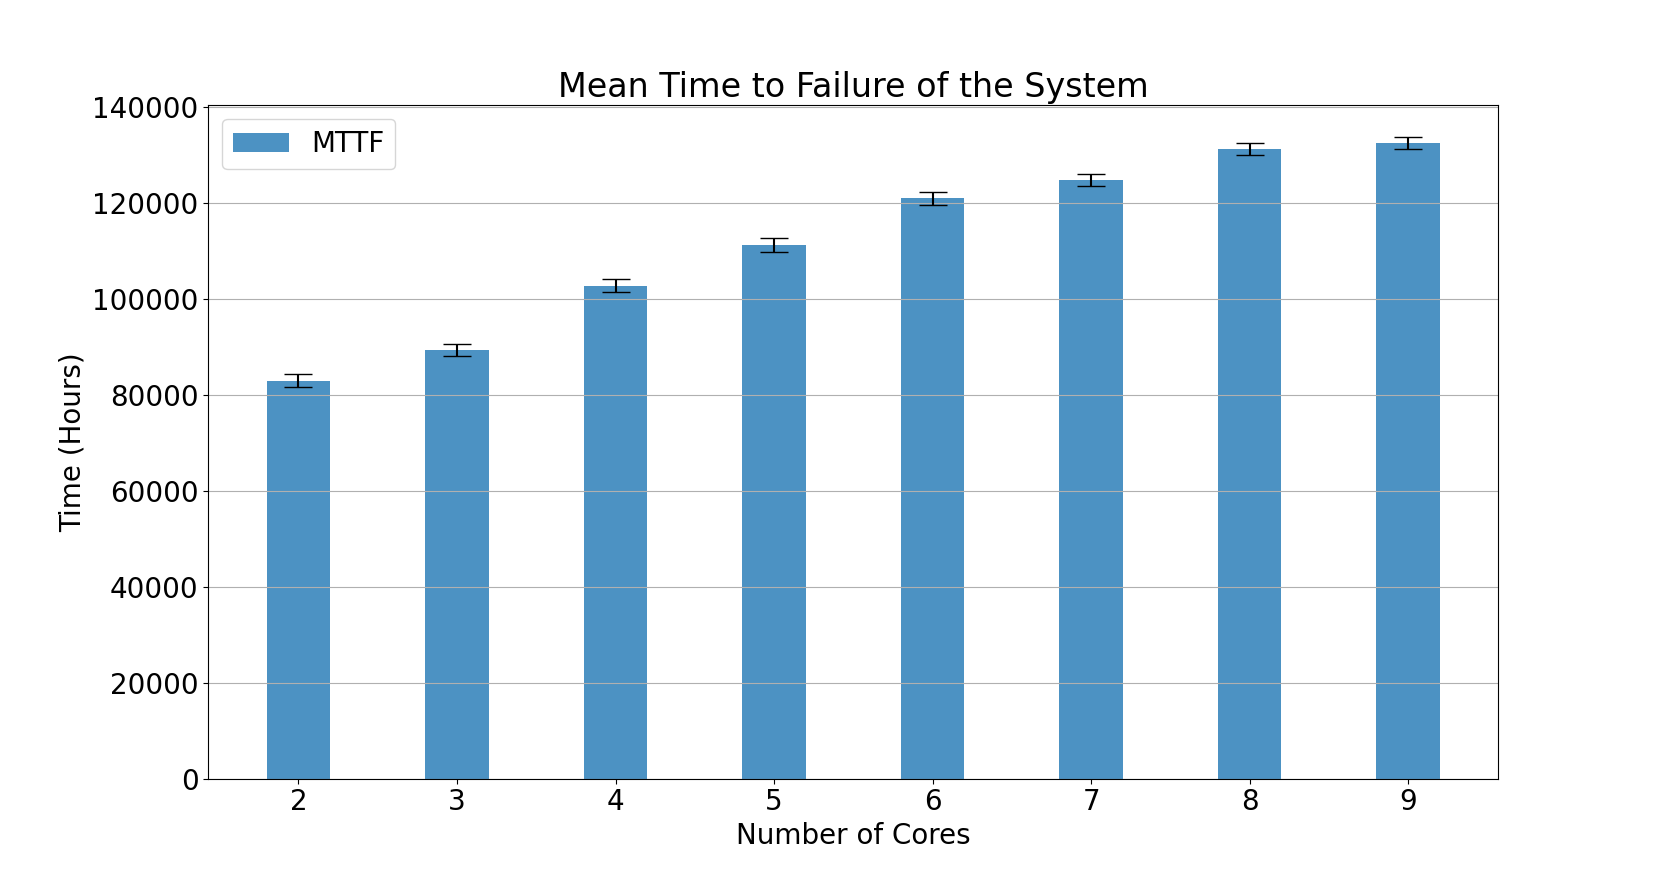 Mean Time to Failure of the System
140000
MTTF
120000
100000
80000
60000
40000
20000
0
Time (Hours)
2 3 4 5 6 7 8 9
Number of Cores